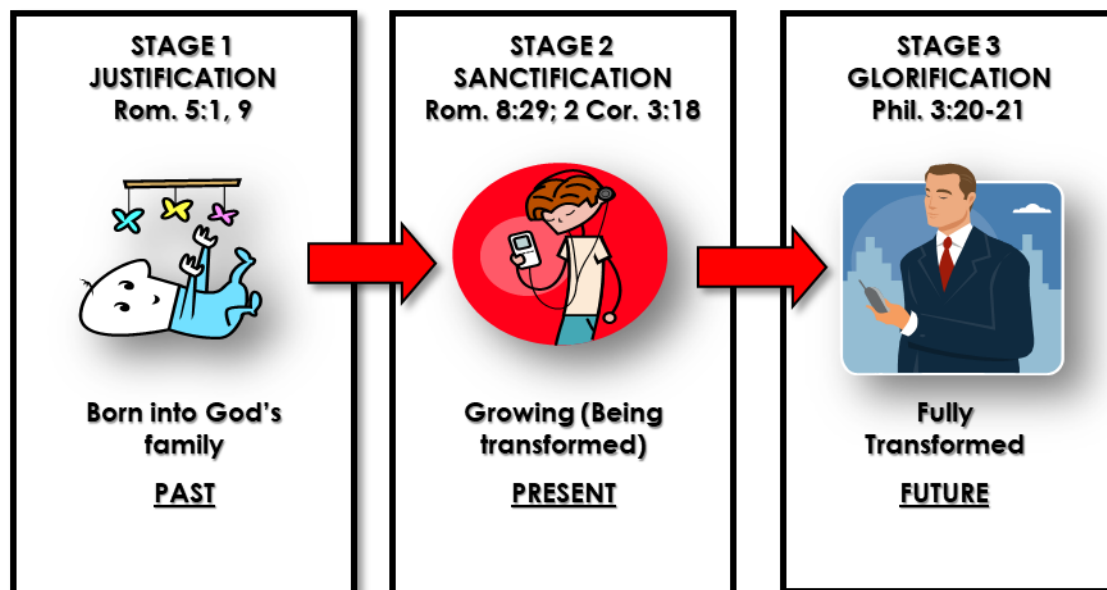 STAGE 1
JUSTIFICATION
Rom. 5:1, 9
Born into God's
family
PAST
STAGE 2
SANCTIFICATION
Rom. 8:29; 2 Cor. 3:18
Growing (Being
transformed)
PRESENT
STAGE 3
GLORIFICATION
Phil. 3:20-21
Fully
Transformed
FUTURE